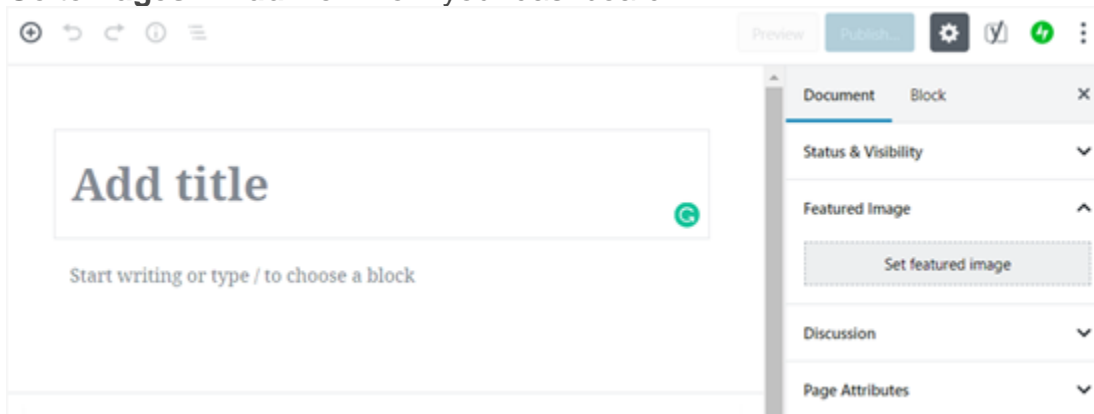 Preview Publish...
Document Block
Status & Visibility
Add title
Featured Image
Start writing or type / to choose a block
Set featured image
Discussion
Page Attributes